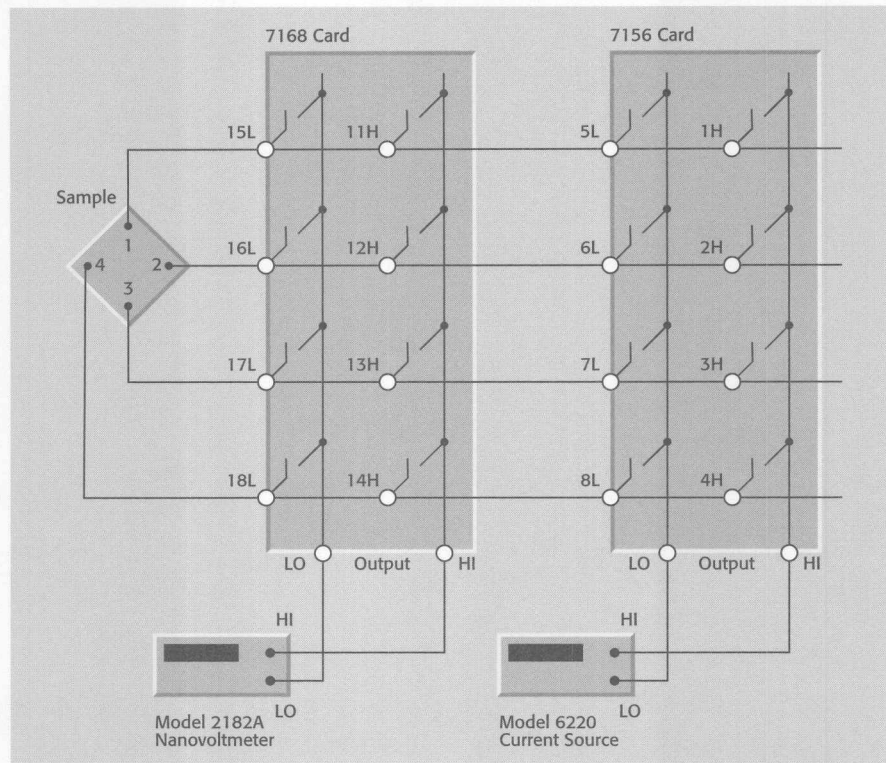 7168 Card
7156 Card
15L
11H
5L
1H
Sample
1
16L
12H
6L
2H
4
2
3
17L
13H
7L
3H
18L
14H
8L
4H
LO
Output
HI
LO
Output
HI
HI
HI
LO
LO
Model 2182A
Nanovoltmeter
Model 6220
Current Source